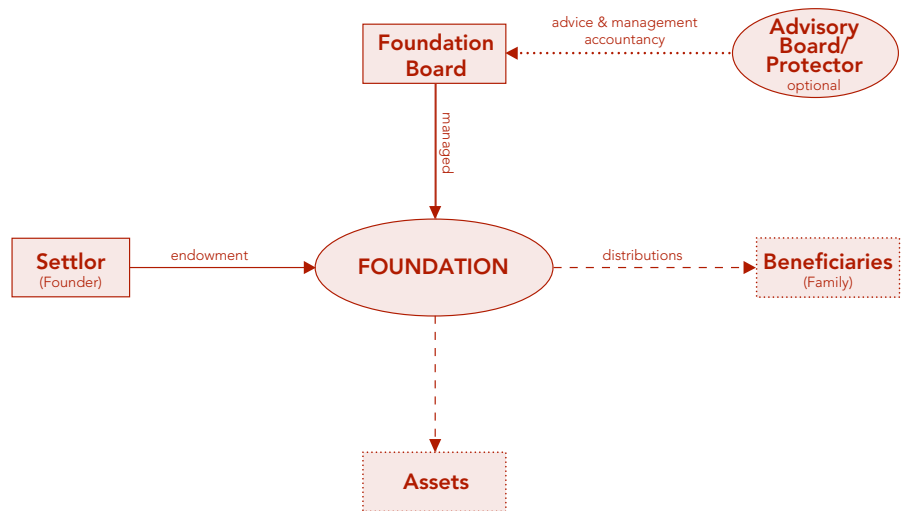 advice & management
accountancy
Advisory
Board/
Protector
optional
Foundation
Board
managed
Settlor
(Founder)
endowment
FOUNDATION
distributions
Beneficiaries
(Family)
Assets